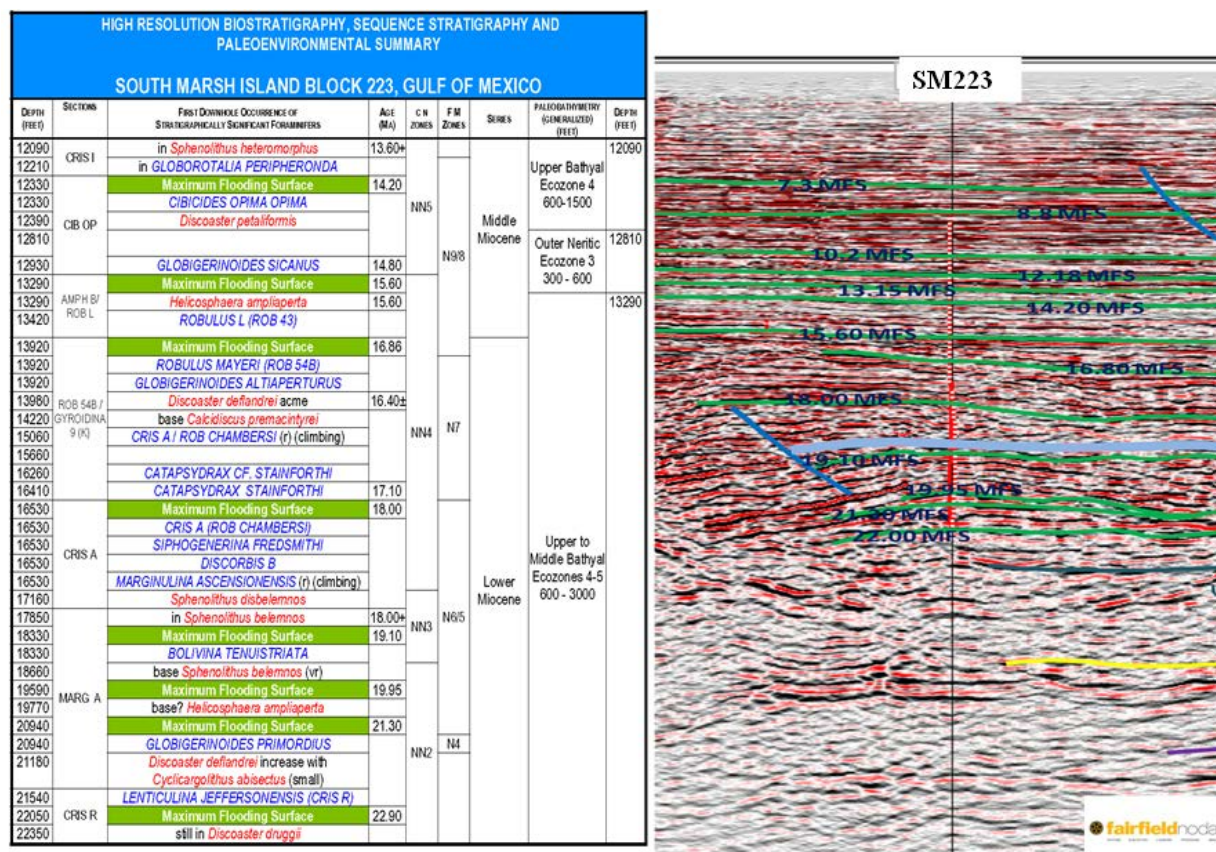 HIGH RESOLUTION BIOSTRATIGRAPHY, SEQUENCE STRATIGRAPHY AND
PALEOENVIRONMENTAL SUMMARY
SOUTH MARSH ISLAND BLOCK 223, GULF OF MEXICO
DEPTH (FEET) SECTIONS FIRST DOWNHOLE OCCURRENCE OF STRATIGRAPHICALLY SIGNIFICANT FORAMINIFERS AGE (MA) C N ZONES F M ZONES SERIES PALEOBATHYMETRY (GENERALIZED) (FEET) DEPTH (FEET)
12090 in Sphenolithus heteromorphus 13.60+ 12090
CRIS I
12210 in GLOBOROTALIA PERIPHERONDA Upper Bathyal
12330 Maximum Flooding Surface 14.20 Ecozone 4
12330 CIBICIDES OPIMA OPIMA NN5 600-1500
12390 CIB OP Discoaster petaliformis Middle
12810 Miocene Outer Neritic 12810
12930 GLOBIGERINOIDES SICANUS 14.80 N9/8 Ecozone 3
13290 Maximum Flooding Surface 15.60 300 - 600
13290 AMPH B/ Helicosphaera ampliaperta 15.60 13290
13420 ROB L ROBULUS L (ROB 43)
13920 Maximum Flooding Surface 16.86
13920 ROBULUS MAYERI (ROB 54B)
13920 GLOBIGERINOIDES ALTIAPERTURUS
13980 ROB 54B / Discoaster deflandrei acme 16.40±
14220 GYROIDINA base Calcidiscus premacintyrei
15060 9 (K) CRIS A / ROB CHAMBERSI (r) (climbing) NN4 N7
15660
16260 CATAPSYDRAX CF. STAINFORTHI
16410 CATAPSYDRAX STAINFORTHI 17.10
16530 Maximum Flooding Surface 18.00
16530 CRIS A (ROB CHAMBERSI)
16530 SIPHOGENERINA FREDSMITHI Upper to
16530 CRIS A DISCORBIS B Middle Bathyal
16530 MARGINULINA ASCENSIONENSIS (r) (climbing) Lower Ecozones 4-5
17160 Sphenolithus disbelemnos Miocene 600 - 3000
17850 in Sphenolithus belemnos 18.00+ NN3 N6/5
18330 Maximum Flooding Surface 19.10
18330 BOLIVINA TENUISTRIATA
18660 base Sphenolithus belemnos (vr)
19590 MARG A Maximum Flooding Surface 19.95
19770 base? Helicosphaera ampliaperta
20940 Maximum Flooding Surface 21.30
20940 GLOBIGERINOIDES PRIMORDIUS NN2 N4
21180 Discoaster deflandrei increase with
Cyclicargolithus abisectus (small)
21540 LENTICULINA JEFFERSONENSIS (CRIS R)
22050 CRIS R Maximum Flooding Surface 22.90
22350 still in Discoaster druggii
SM223
7.3 MFS
8.8 MFS
10.2 MFS
12.18 MFS
13.15 MFS
14.20 MFS
15.60 MFS
16.80 MFS
18.00 MFS
19.10 MFS
19.95 MFS
21.30 MFS
22.00 MFS
fairfieldnoda